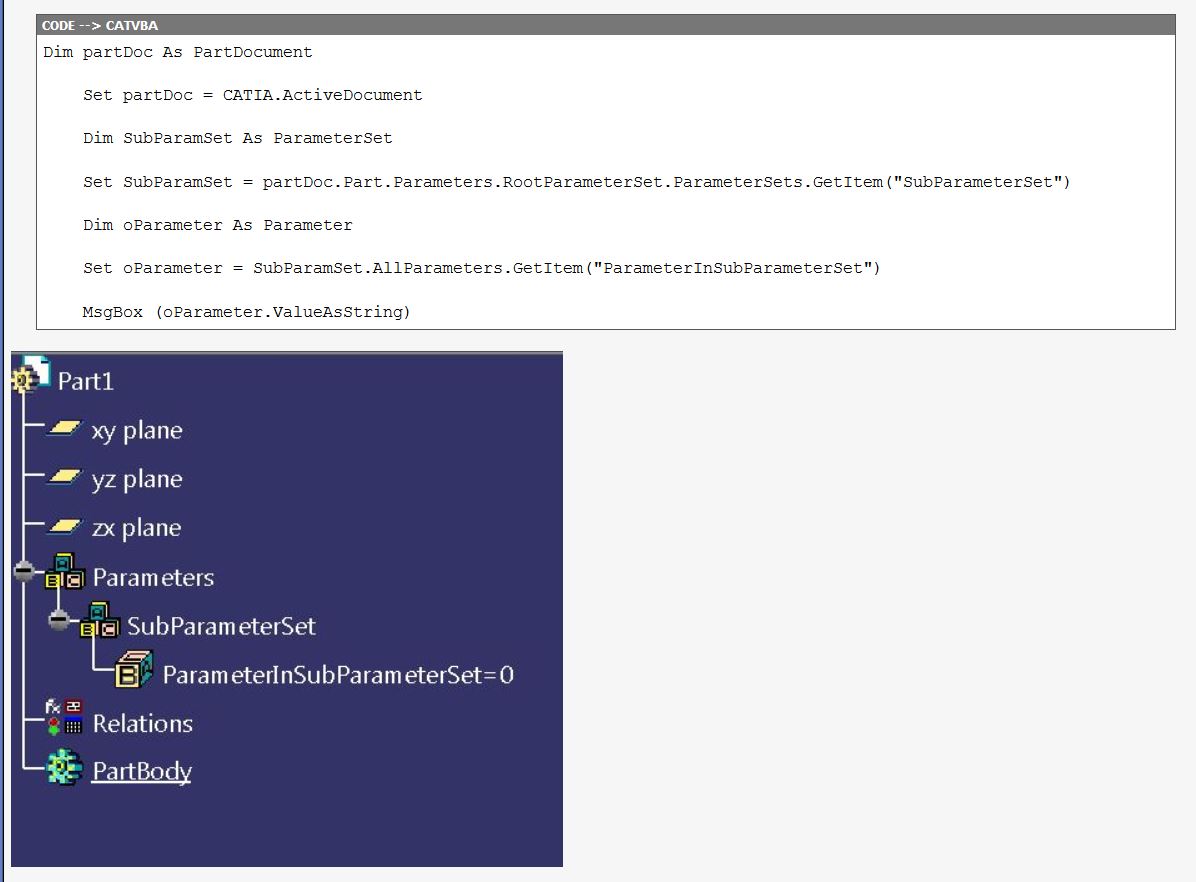 CODE --> CATVBA
Dim partDoc As PartDocument
Set partDoc = CATIA.ActiveDocument
Dim SubParamSet As ParameterSet
Set SubParamSet = partDoc.Part.Parameters.RootParameterSet.ParameterSets.GetItem("SubParameterSet")
Dim oParameter As Parameter
Set oParameter = SubParamSet.AllParameters.GetItem("ParameterInSubParameterSet")
MsgBox (oParameter.ValueAsString)
Part1
xy plane
yz plane
zx plane
Parameters
SubParameterSet
ParameterInSubParameterSet=0
Relations
PartBody